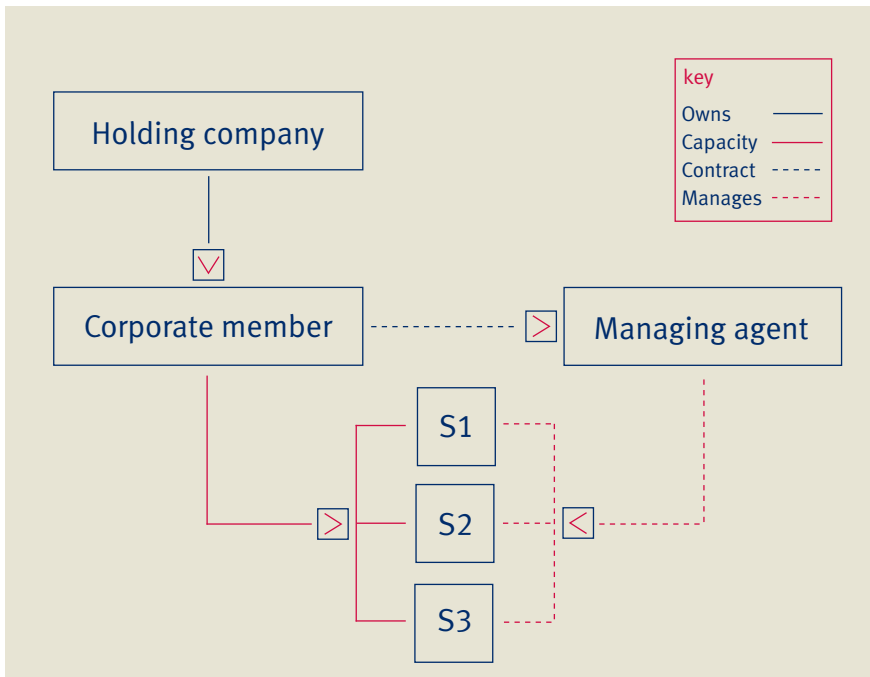 key
Owns
Capacity
Contract
Manages
Holding company
Corporate member
Managing agent
S1
S2
S3